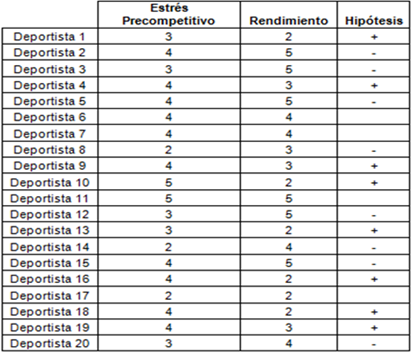 Estrés Precompetitivo Rendimiento Hipótesis
Deportista 1 3 2 +
Deportista 2 4 5 -
Deportista 3 3 5 -
Deportista 4 4 3 +
Deportista 5 4 5 -
Deportista 6 4 4
Deportista 7 4 4
Deportista 8 2 3 -
Deportista 9 4 3 +
Deportista 10 5 2 +
Deportista 11 5 5
Deportista 12 3 5 -
Deportista 13 3 2 +
Deportista 14 2 4 -
Deportista 15 4 5 -
Deportista 16 4 2 +
Deportista 17 2 2
Deportista 18 4 2 +
Deportista 19 4 3 +
Deportista 20 3 4 -